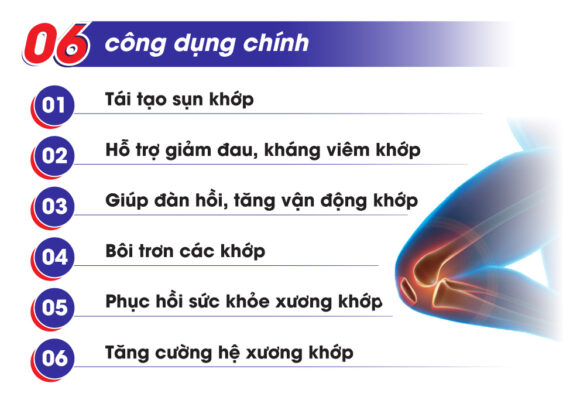 06 công dụng chính
01 Tái tạo sụn khớp
02 Hỗ trợ giảm đau, kháng viêm khớp
03 Giúp đàn hồi, tăng vận động khớp
04 Bôi trơn các khớp
05 Phục hồi sức khỏe xương khớp
06 Tăng cường hệ xương khớp